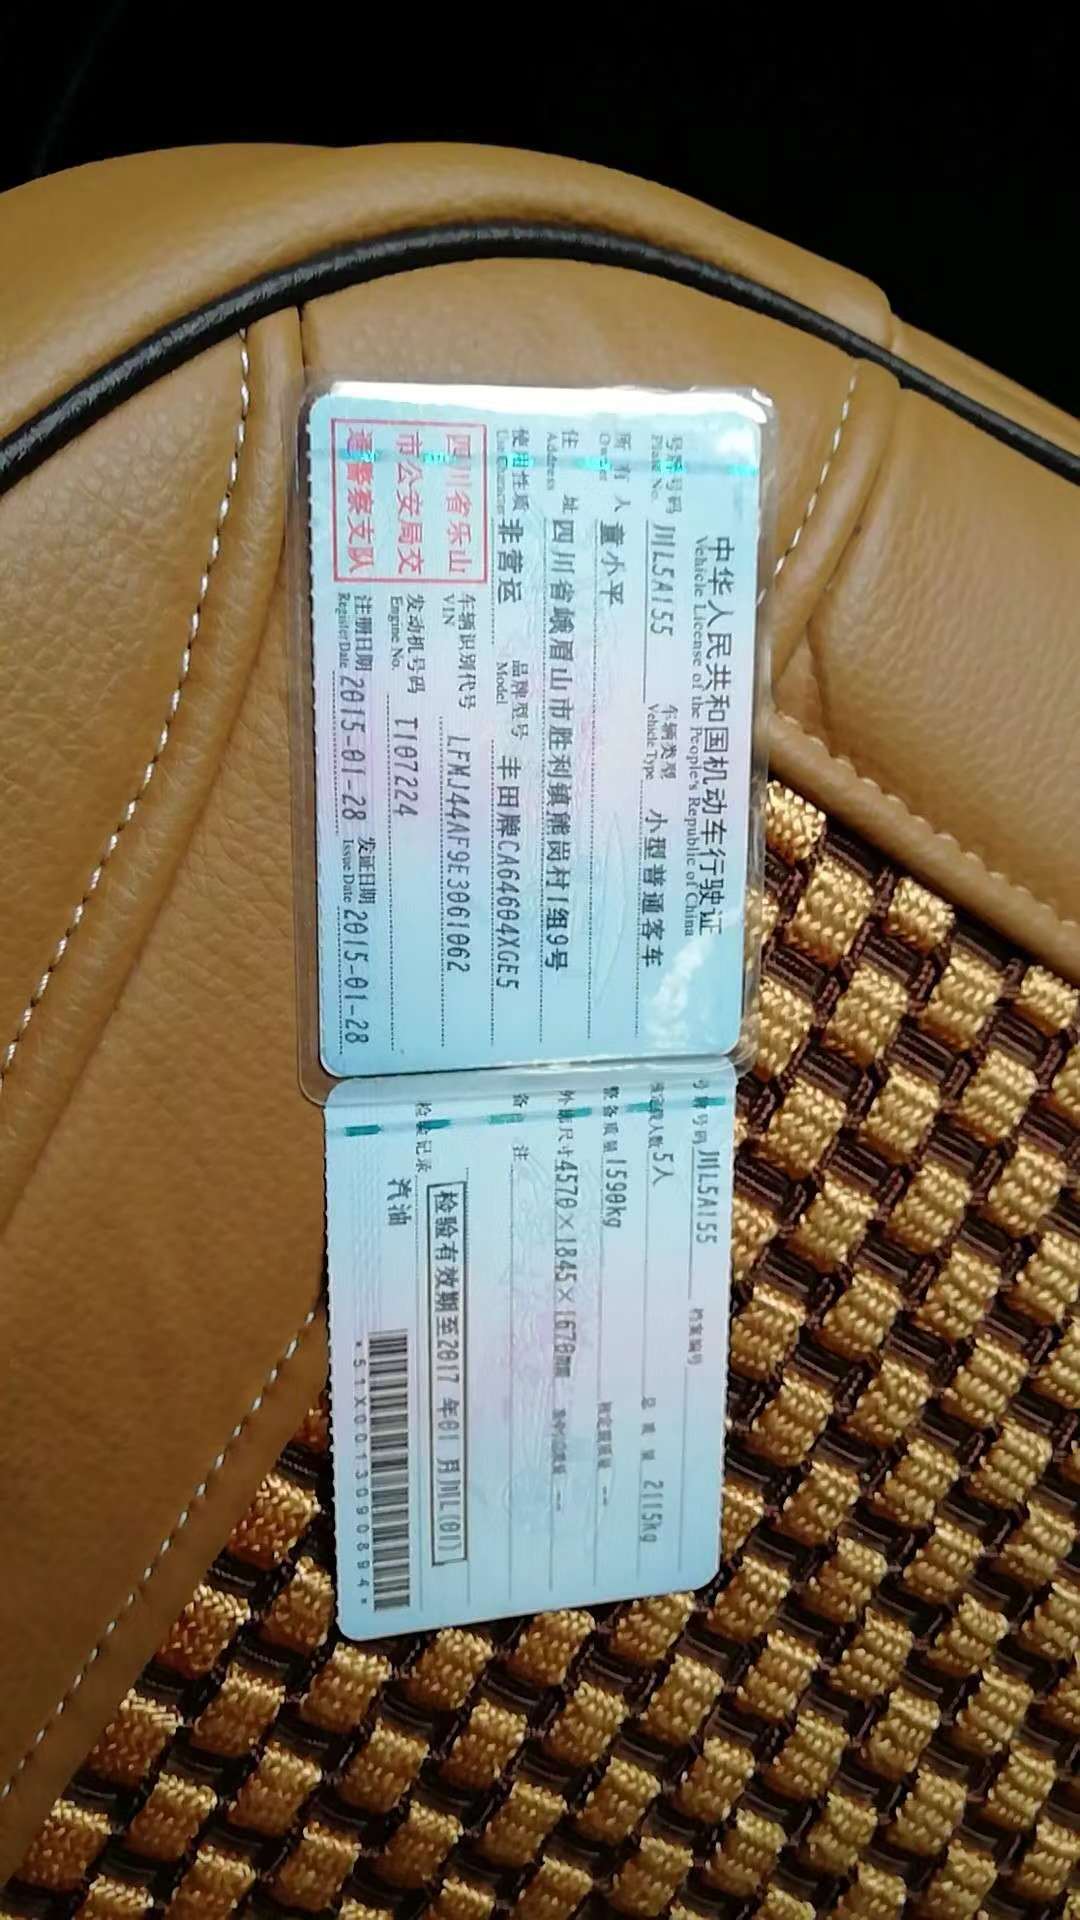 中华人民共和国机动车行驶证
Vehicle License of the People's Republic of China
号牌号码 川L5A155 车辆类型 小型普通客车
Plate No. Vehicle Type
所有人 童小平
Owner
住址 四川省峨眉山市胜利镇熊岗村1组9号
Address
使用性质 非营运 品牌型号 丰田牌CA64604XGE5
Use Character Model
四川省乐山
市公安局交
通警察支队
车辆识别代号 LFMJ44AF9E3061062
VIN
发动机号码 T107224
Engine No.
注册日期 2015-01-28 发证日期 2015-01-28
Register Date Issue Date
号牌号码 川L5A155 档案编号
核定载人数 5人 总质量 2115kg
整备质量 1590kg 核定载质量 --
外廓尺寸 4570×1845×1670mm 准牵引总质量 --
备注
检验有效期至2017年01月川L(01)
检验记录
汽油
*51X0013090894*